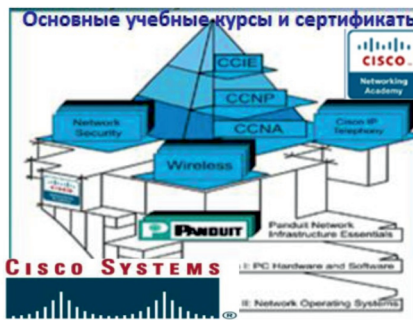 Основные учебные курсы и сертификаты
CISCO
Networking
Academy
CCIE
CCNP
CCNA
Network
Security
Cisco IP
Telephony
Wireless
PANDUIT
Panduit Network
Infrastructure Essentials
I: PC Hardware and Software
CISCO SYSTEMS
II: Network Operating Systems